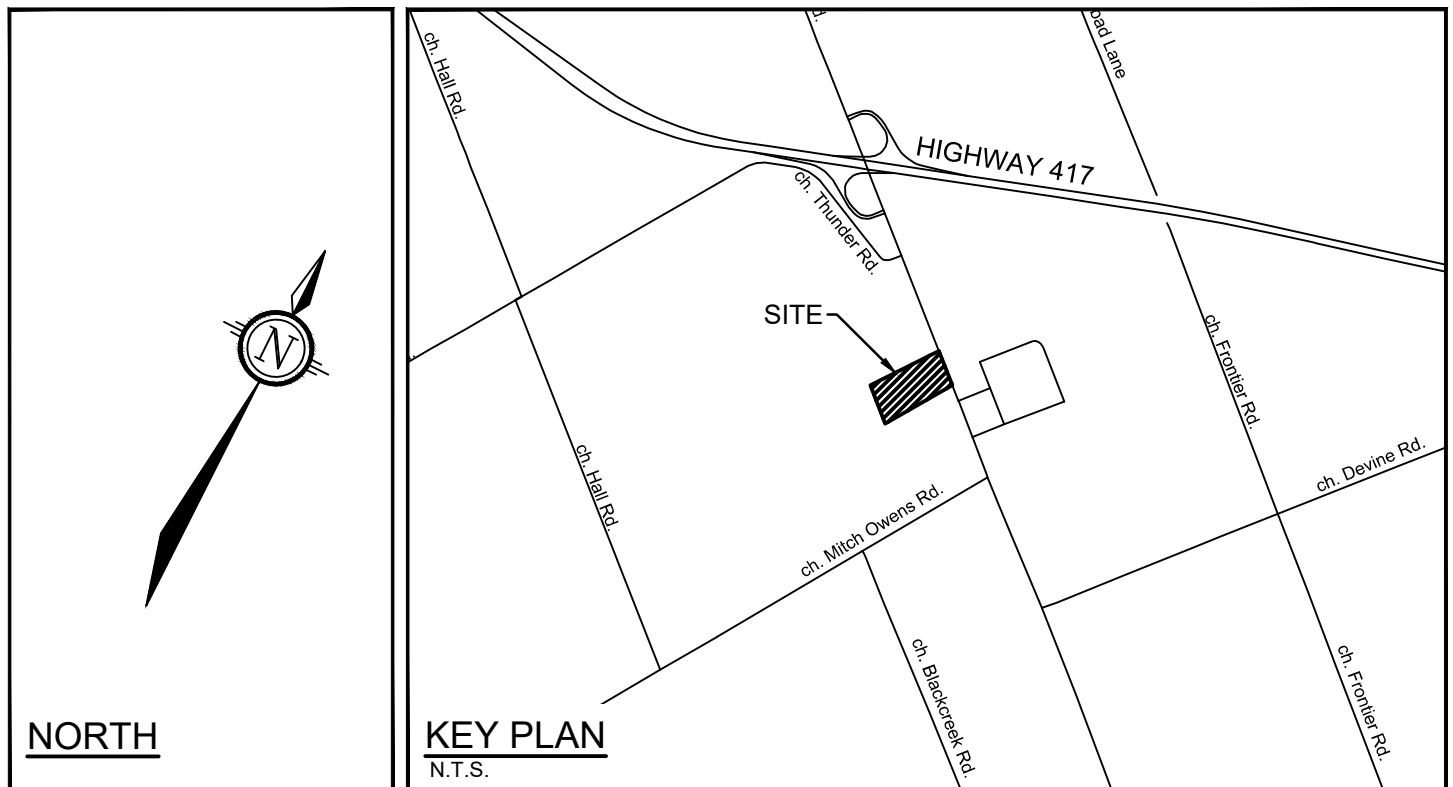 ch. Hall Rd.
d.
oad Lane
HIGHWAY 417
ch. Thunder Rd.
SITE
N
ch. Frontier Rd.
ch. Hall Rd.
ch. Devine Rd.
ch. Mitch Owens Rd.
ch. Blackcreek Rd.
ch. Frontier Rd.
NORTH
KEY PLAN
N.T.S.